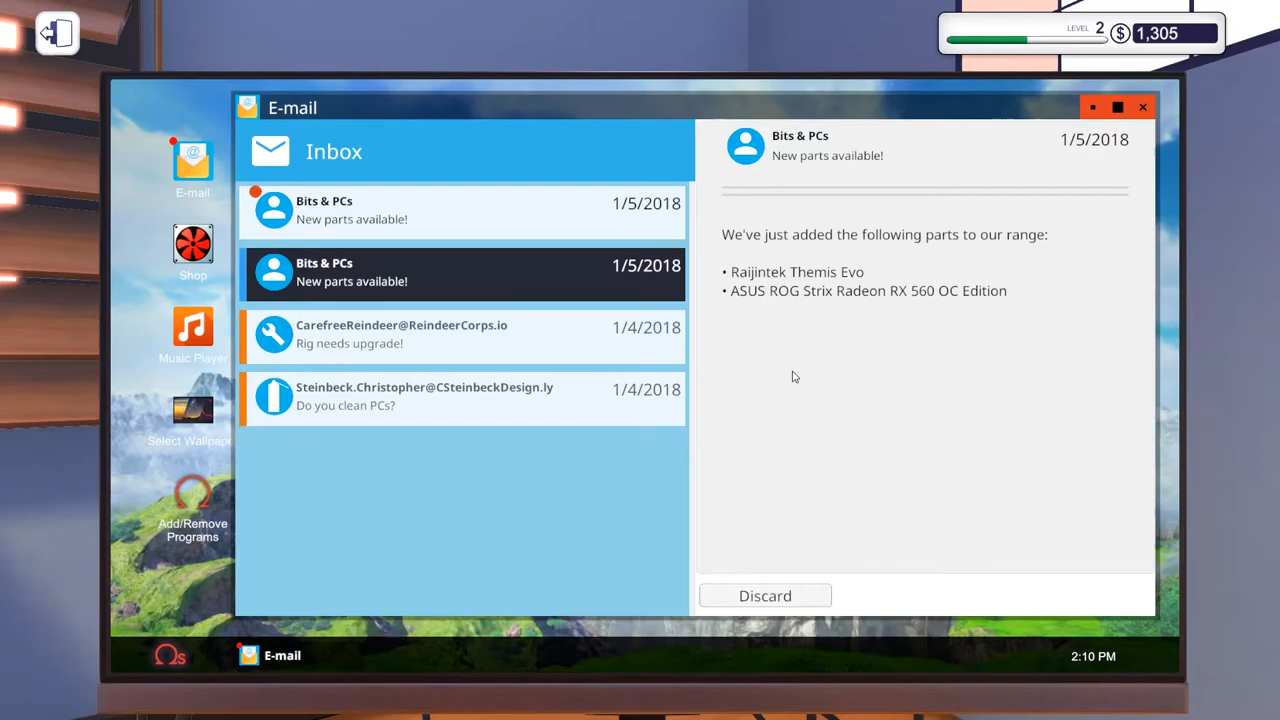 LEVEL 2
$ 1,305
E-mail
Inbox
Bits & PCs
1/5/2018
New parts available!
Bits & PCs
1/5/2018
New parts available!
CarefreeReindeer@ReindeerCorps.io
1/4/2018
Rig needs upgrade!
Steinbeck.Christopher@CSteinbeckDesign.ly
1/4/2018
Do you clean PCs?
Bits & PCs
1/5/2018
New parts available!
We've just added the following parts to our range:
• Raijintek Themis Evo
• ASUS ROG Strix Radeon RX 560 OC Edition
Discard
E-mail
Shop
Music Player
Select Wallpape
Add/Remove
Programs
Ωs
E-mail
2:10 PM